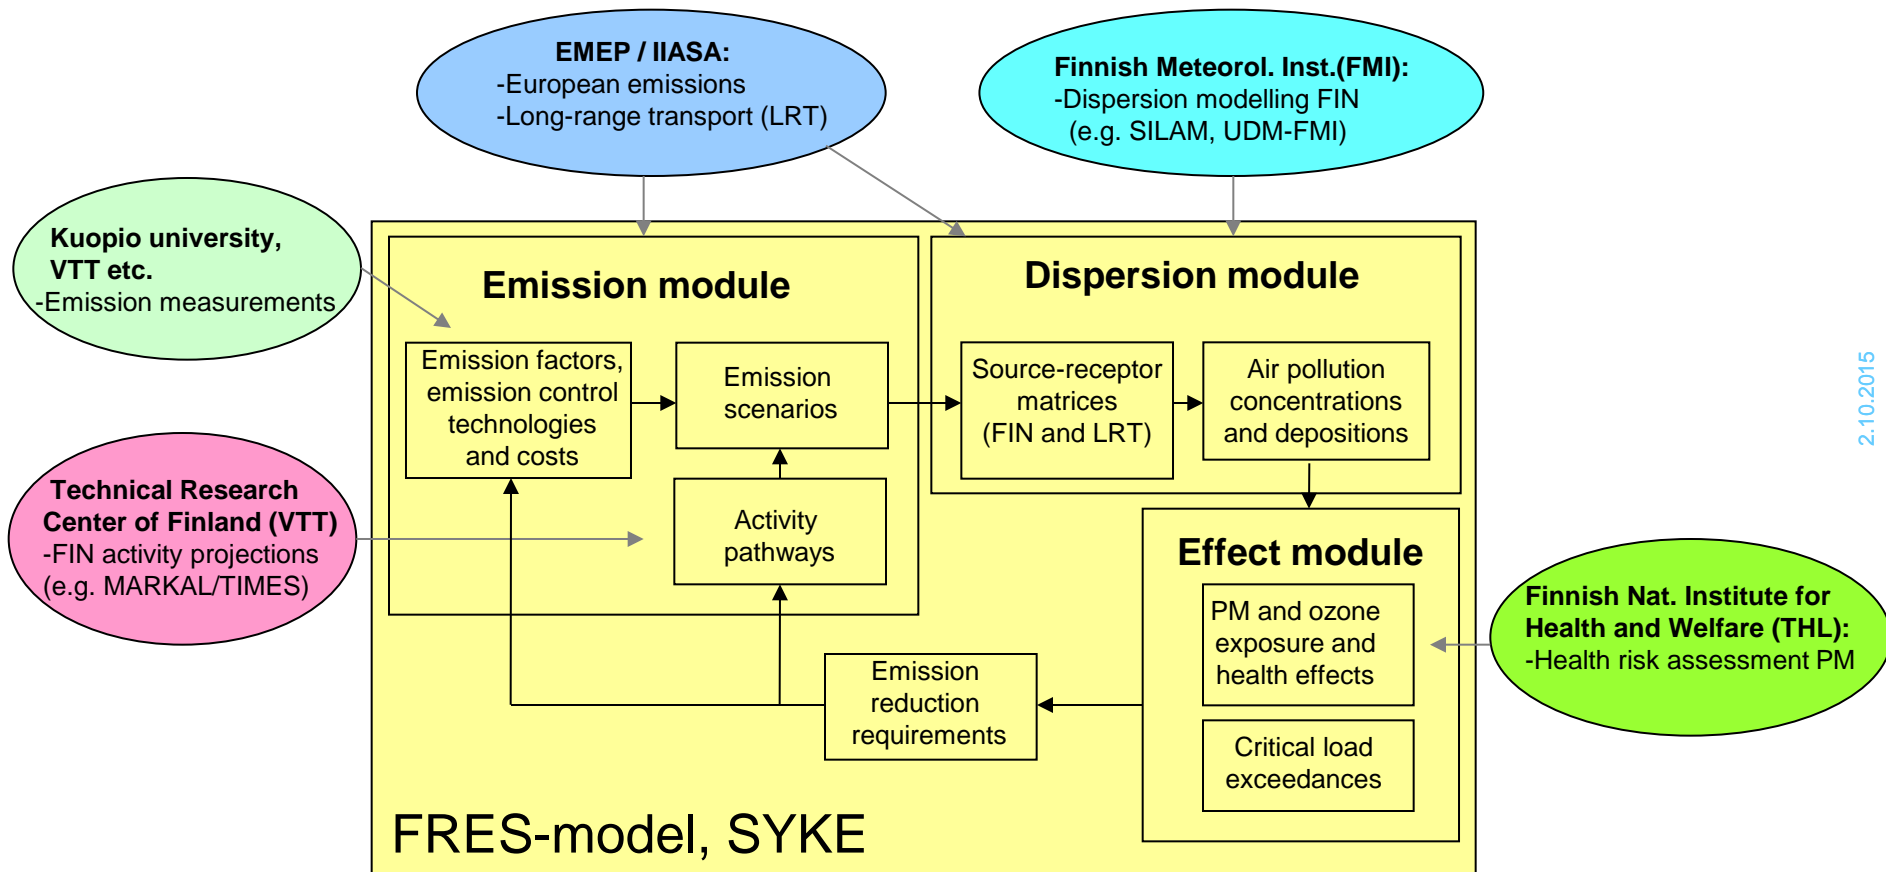 EMEP / IIASA:
-European emissions
-Long-range transport (LRT)
Finnish Meteorol. Inst.(FMI):
-Dispersion modelling FIN
(e.g. SILAM, UDM-FMI)
Kuopio university,
VTT etc.
-Emission measurements
Technical Research
Center of Finland (VTT)
-FIN activity projections
(e.g. MARKAL/TIMES)
Emission module
Emission factors,
emission control
technologies
and costs
Emission
scenarios
Activity
pathways
Dispersion module
Source-receptor
matrices
(FIN and LRT)
Air pollution
concentrations
and depositions
Effect module
PM and ozone
exposure and
health effects
Critical load
exceedances
Emission
reduction
requirements
Finnish Nat. Institute for
Health and Welfare (THL):
-Health risk assessment PM
FRES-model, SYKE
2.10.2015